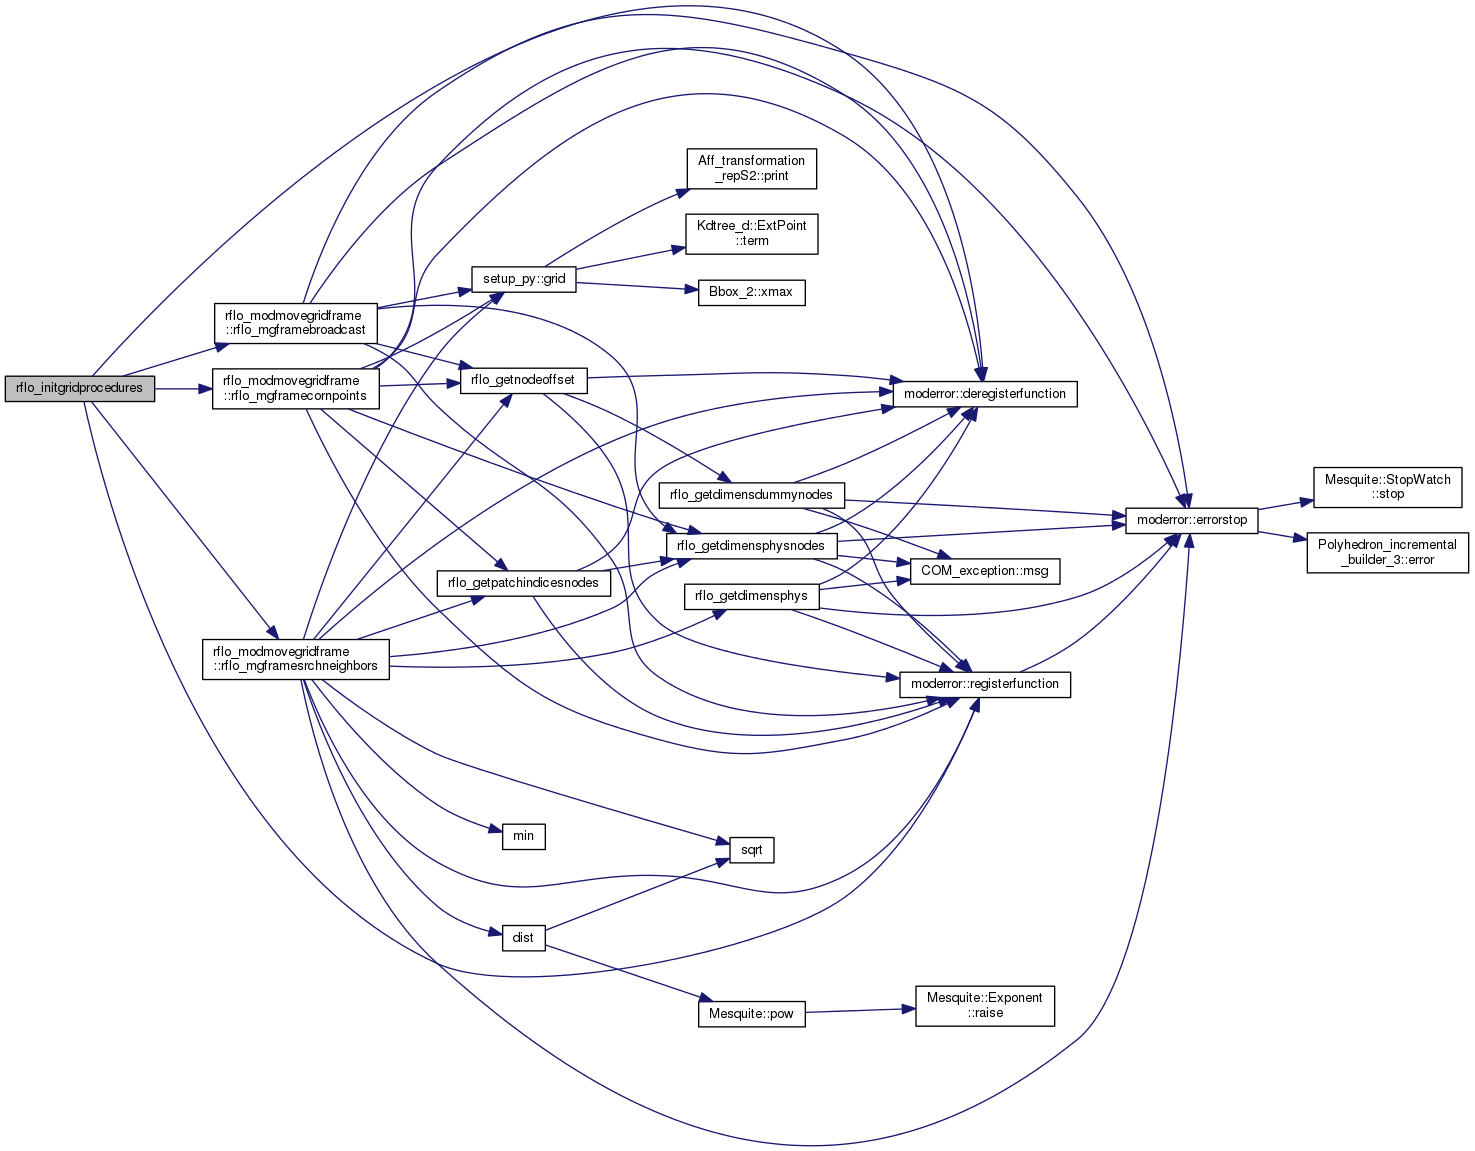 rflo_initgridprocedures
rflo_modmovegridframe
::rflo_mgframebroadcast
rflo_modmovegridframe
::rflo_mgframecornpoints
rflo_modmovegridframe
::rflo_mgframesrchneighbors
setup_py::grid
rflo_getnodeoffset
rflo_getpatchindicesnodes
min
dist
Aff_transformation
_repS2::print
Kdtree_d::ExtPoint
::term
Bbox_2::xmax
rflo_getdimensdummynodes
rflo_getdimensphysnodes
rflo_getdimensphys
sqrt
Mesquite::pow
moderror::deregisterfunction
COM_exception::msg
moderror::registerfunction
Mesquite::Exponent
::raise
moderror::errorstop
Mesquite::StopWatch
::stop
Polyhedron_incremental
_builder_3::error